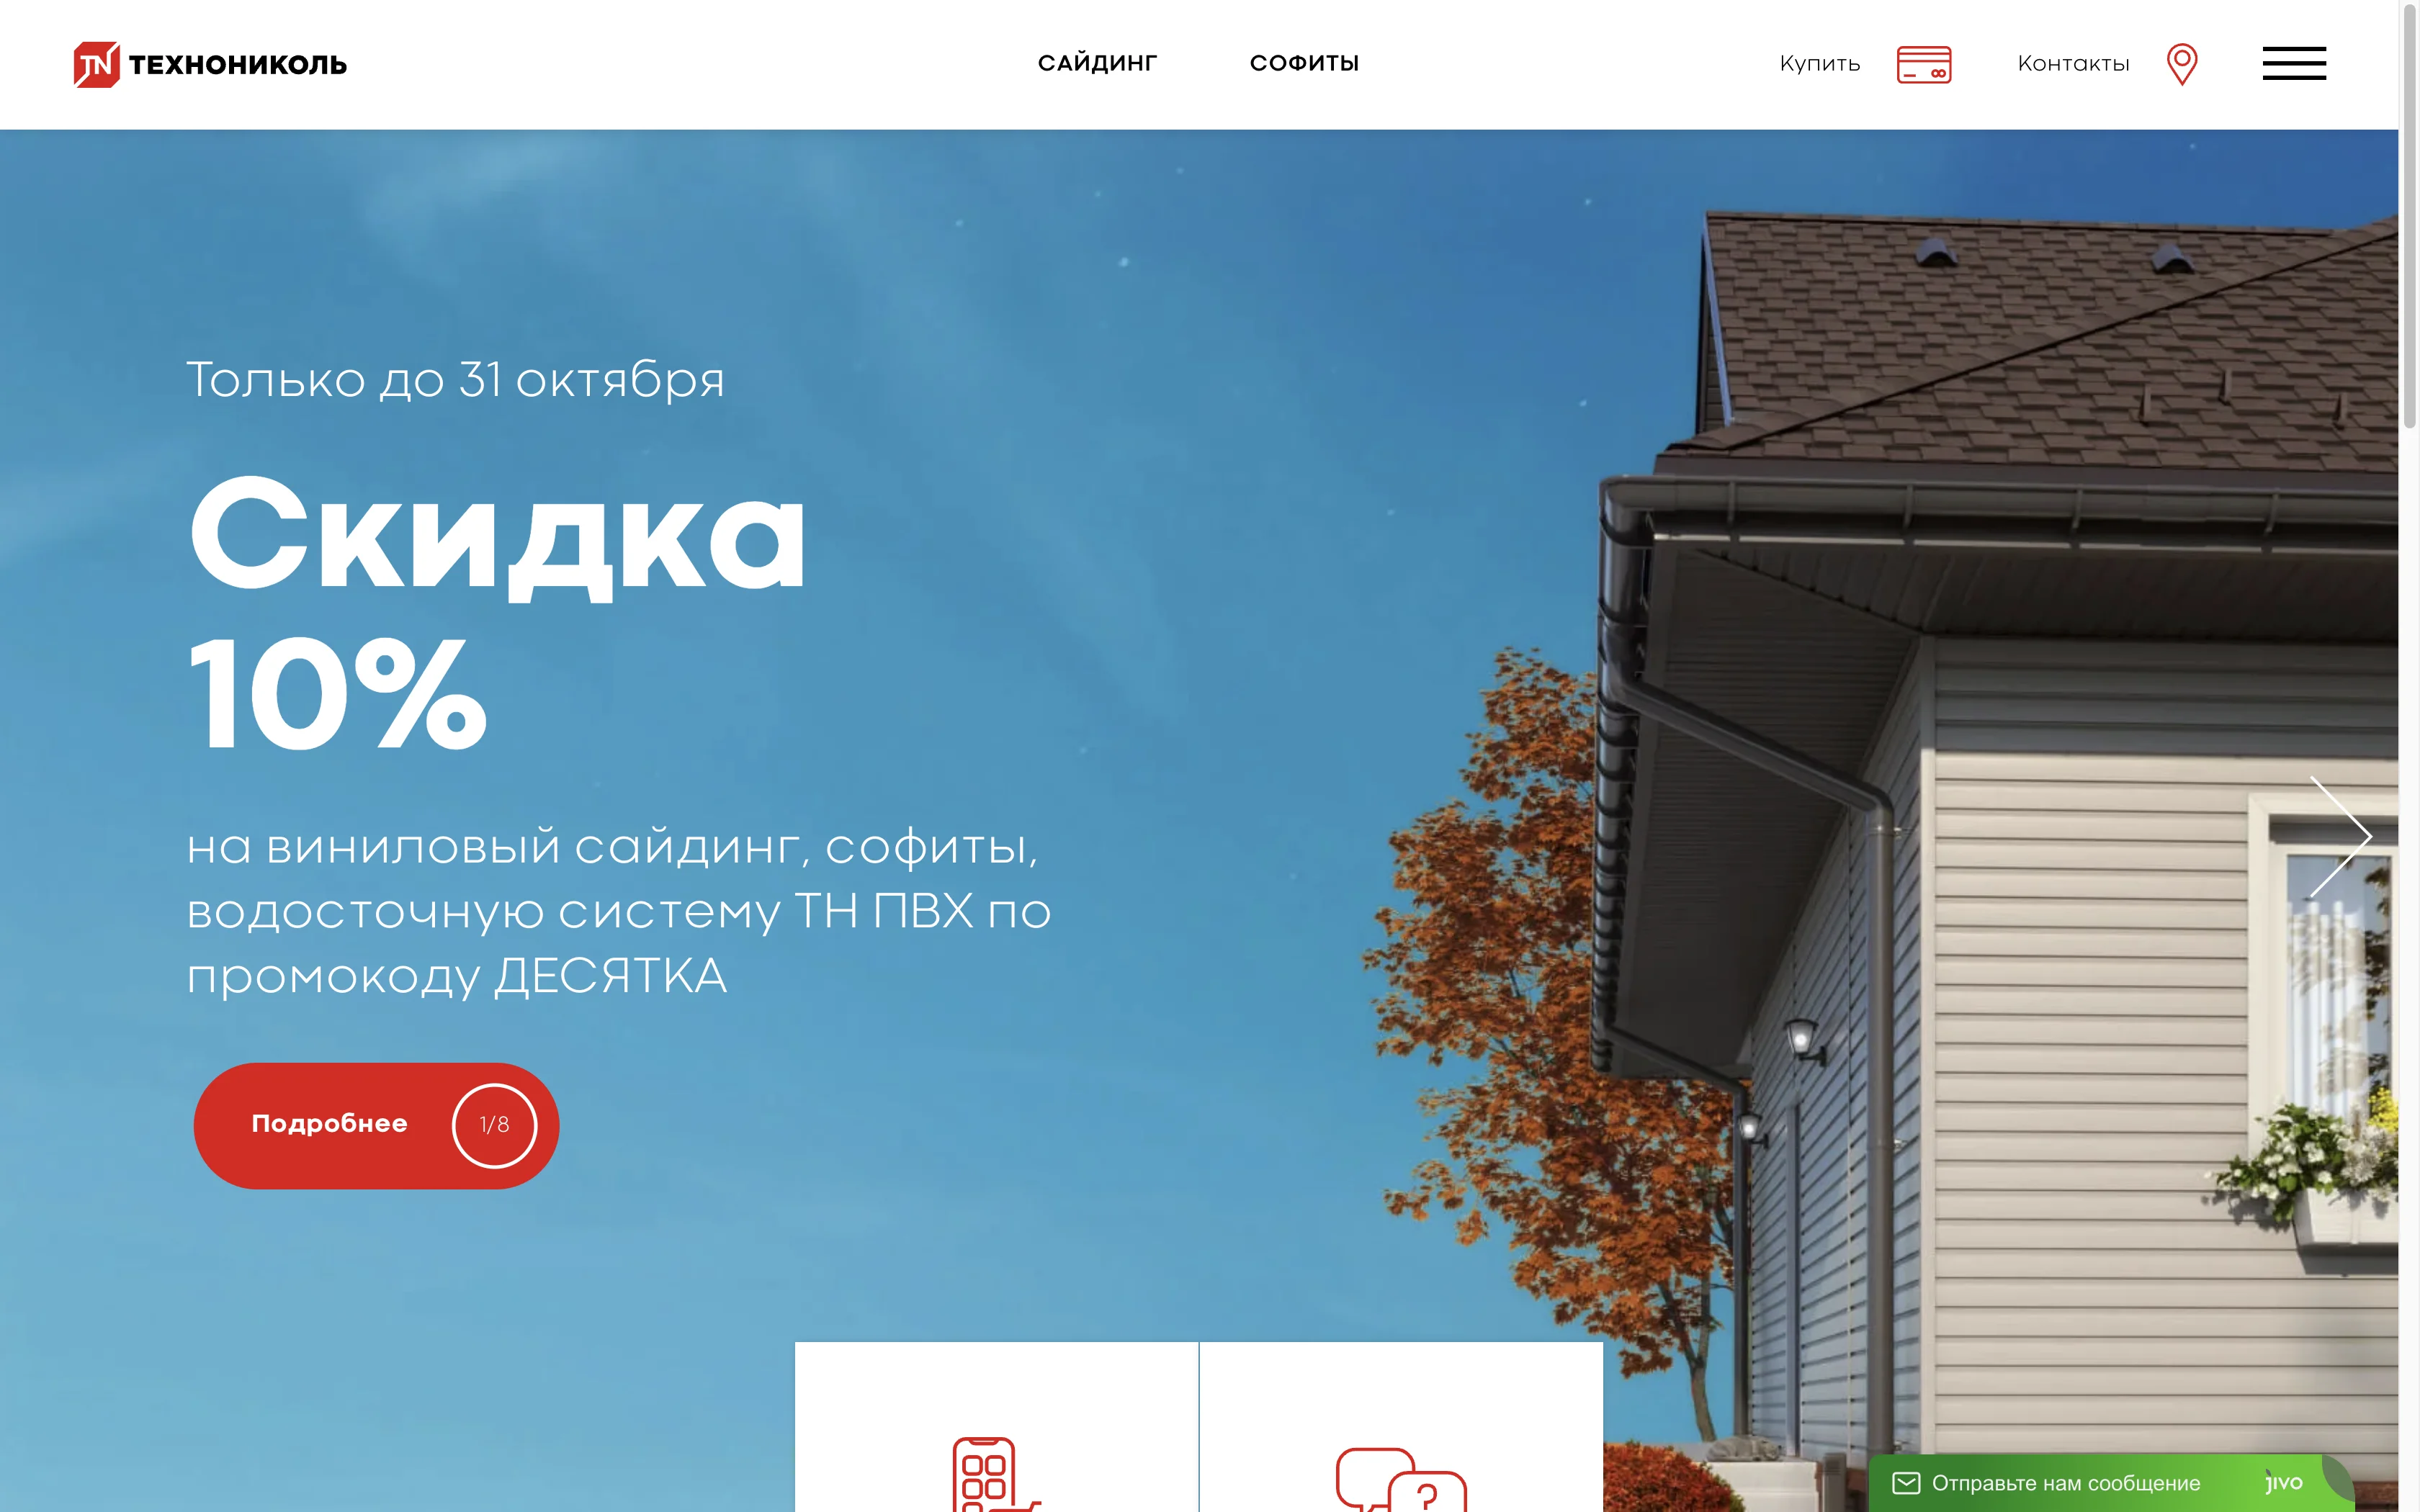 ТЕХНОНИКОЛЬ
САЙДИНГ
СОФИТЫ
Купить
Контакты
Только до 31 октября
Скидка
10%
на виниловый сайдинг, софиты,
водосточную систему ТН ПВХ по
промокоду ДЕСЯТКА
Подробнее
1/8
?
Отправьте нам сообщение
JIVO